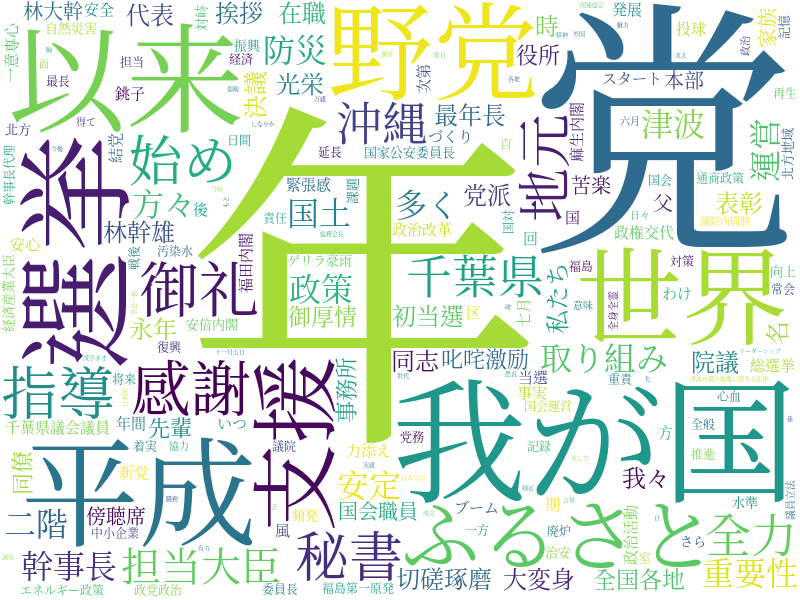 林大幹
安全
代表
挨拶
在職
時
発展
投球
家族
記憶
以来
野党
党
年
一意専心
自然災害
振興
経済
防災
光栄
決議
役所
次第
スタート
本部
担当
最長
銚子
得て
北方
結党
日間
沖縄
最年長
づくり
麻生内閣
六月
津波
運営
再生
北方地域
選挙
始め
方々
後
延長
国家公安委員長
百
地元
苦楽
国会
通商政策
表彰
幹事長代理
緊張感
課題
党派
国
父
責任
国土
多く
政治改革
国対
日々
議院内閣制
林幹雄
安心
汚染水
戦後
福田内閣
ゲリラ豪雨
御礼
政策
千葉県
回
政権交代
福島
対策
世界
向上
常会
経済産業大臣
永年
安倍内閣
御厚情
初当選
区
七月
私たち
意味
全身全霊
わけ
名
復興
十一月五日
指導
感謝
支援
事務所
同志
叱咤激励
取り組み
院議
総選挙
リーダーシップ
将来
当選
重責
事実
国会運営
心血
千葉県議会議員
年間
先輩
いつ
党務
我が国
全般
着実
協力
議院
力添え
記録
方
推進
平成
同僚
新党
安定
我々
水準
議員立法
二階
傍聴席
中小企業
頻発
風
国会職員
ブーム
期
政治活動
ふるさと
全力
さら
幹事長
担当大臣
秘書
一方
廃炉
治安
室
エネルギー政策
政党政治
委員長
福島第一原発
切磋琢磨
大変身
全国各地
重要性